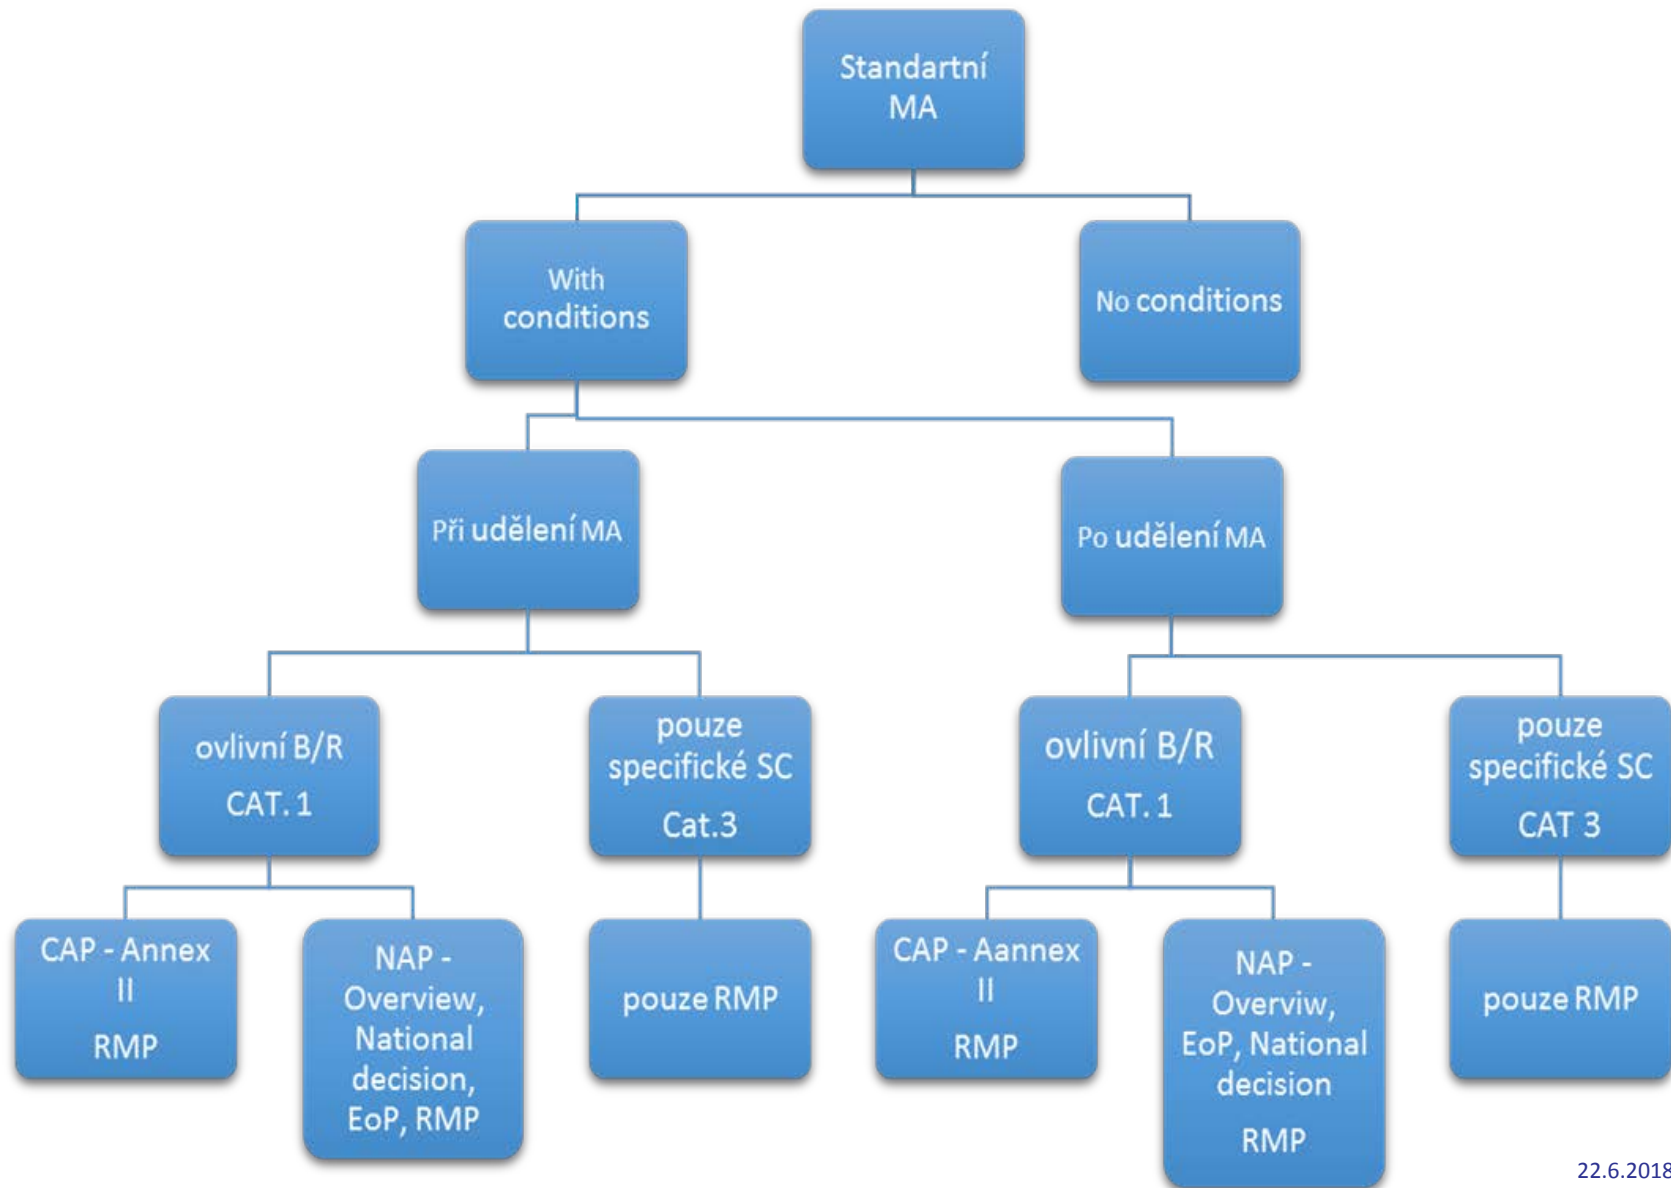 Standartní
MA
With
conditions
No conditions
Při udělení MA
Po udělení MA
ovlivní B/R
CAT. 1
pouze
specifické SC
Cat.3
ovlivní B/R
CAT. 1
pouze
specifické SC
CAT 3
CAP - Annex
II
RMP
NAP -
Overview,
National
decision,
EoP, RMP
pouze RMP
CAP - Aannex
II
RMP
NAP -
Overviw,
EoP, National
decision
RMP
pouze RMP
22.6.2018